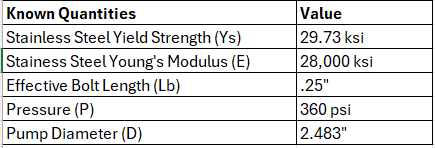 Known Quantities Value
Stainless Steel Yield Strength (Ys) 29.73 ksi
Stainess Steel Young's Modulus (E) 28,000 ksi
Effective Bolt Length (Lb) .25"
Pressure (P) 360 psi
Pump Diameter (D) 2.483"